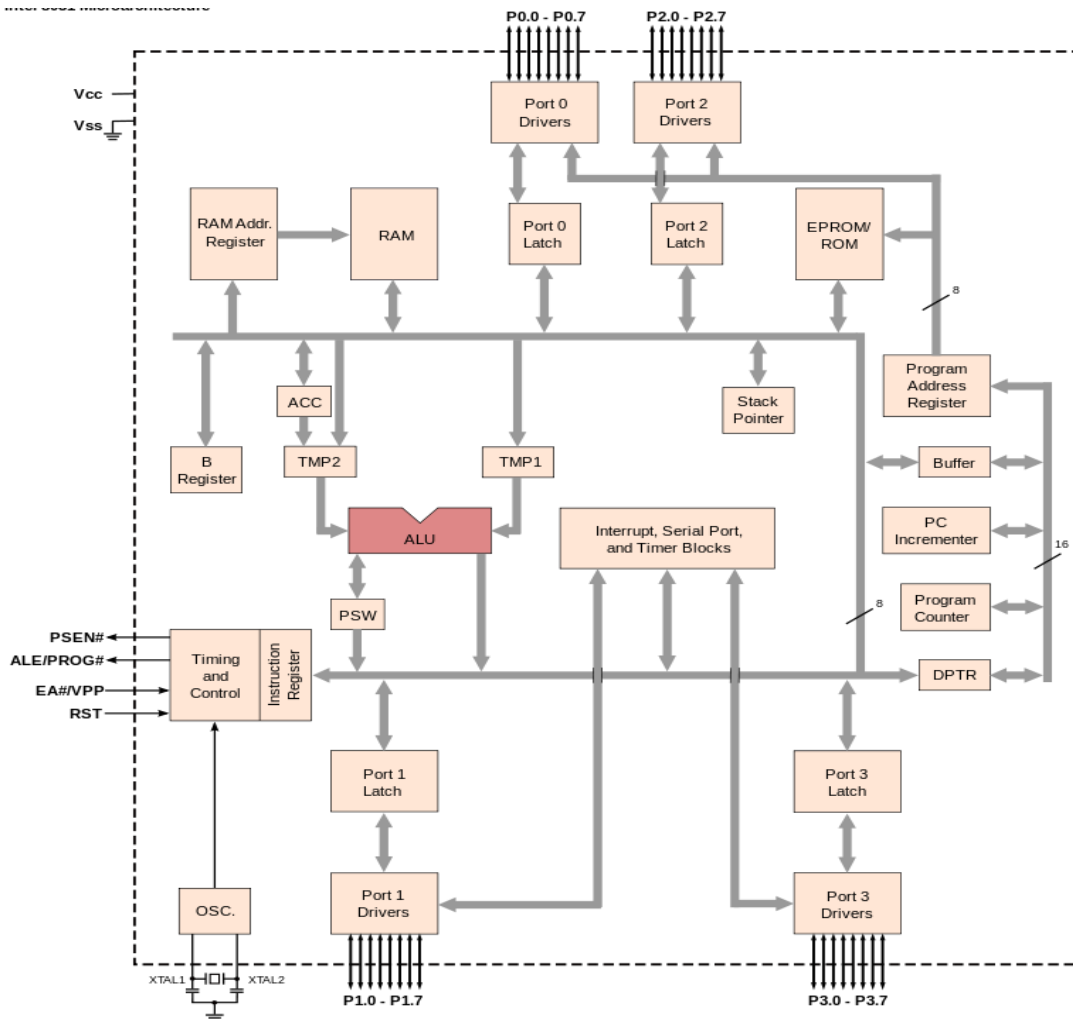 P0.0 - P0.7
P2.0 - P2.7
Vcc
Vss
Port 0
Drivers
Port 2
Drivers
RAM Addr.
Register
RAM
Port 0
Latch
Port 2
Latch
EPROM/
ROM
8
Program
Address
Register
ACC
Stack
Pointer
B
Register
TMP2
TMP1
Buffer
ALU
Interrupt, Serial Port,
and Timer Blocks
PC
Incrementer
16
PSW
8
Program
Counter
PSEN#
ALE/PROG#
EA#/VPP
RST
Timing
and
Control
Instruction
Register
DPTR
Port 1
Latch
Port 3
Latch
OSC.
Port 1
Drivers
Port 3
Drivers
XTAL1
XTAL2
P1.0 - P1.7
P3.0 - P3.7